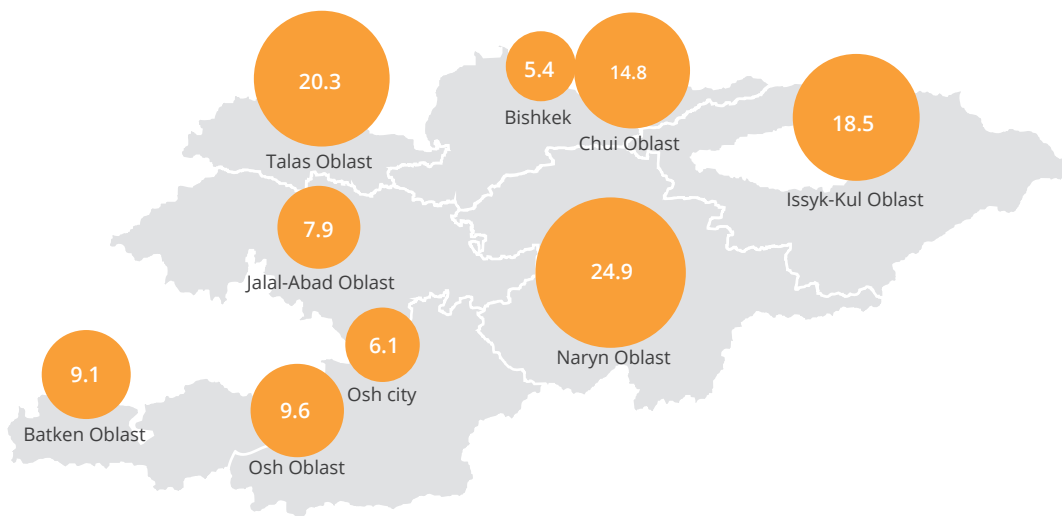 20.3
Talas Oblast
5.4
Bishkek
14.8
Chui Oblast
18.5
Issyk-Kul Oblast
7.9
Jalal-Abad Oblast
24.9
Naryn Oblast
6.1
Osh city
9.1
Batken Oblast
9.6
Osh Oblast